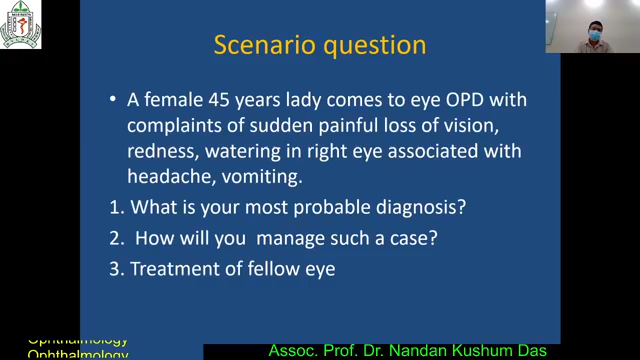 Scenario question
• A female 45 years lady comes to eye OPD with
complaints of sudden painful loss of vision,
redness, watering in right eye associated with
headache, vomiting.
1. What is your most probable diagnosis?
2. How will you manage such a case?
3. Treatment of fellow eye
Ophthalmology
Ophthalmology
Assoc. Prof. Dr. Nandan Kushum Das